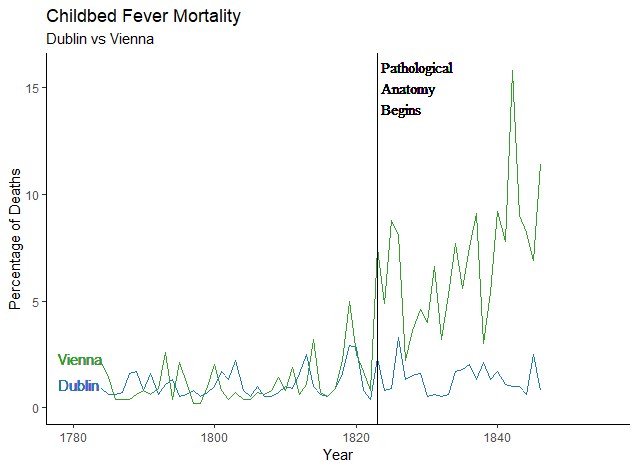 Childbed Fever Mortality
Dublin vs Vienna
Pathological
Anatomy
Begins
15
10
5
0
Percentage of Deaths
Vienna
Dublin
1780
1800
1820
1840
Year